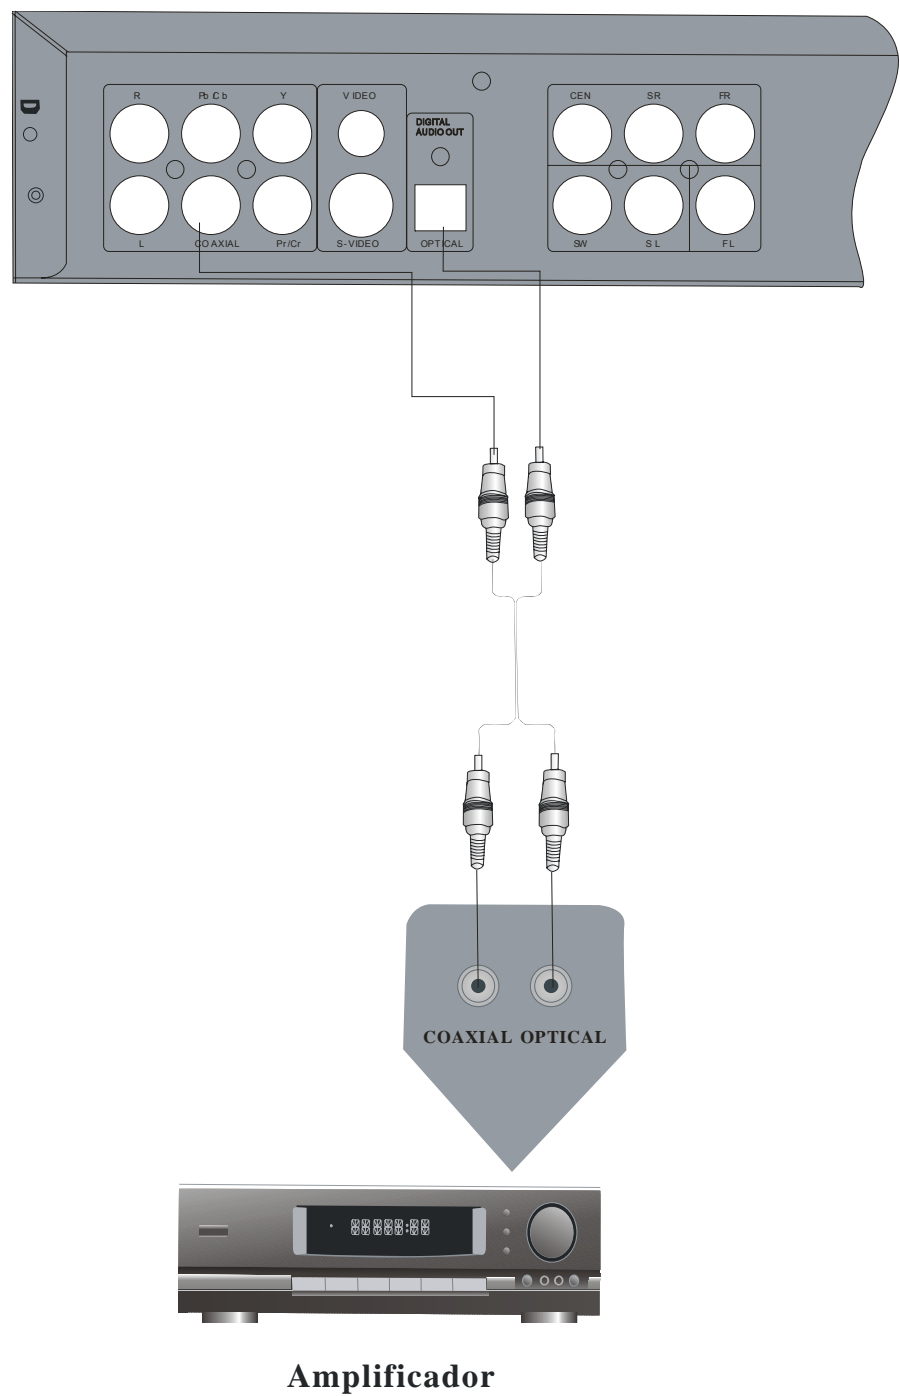 R Pb/Cb Y VIDEO CEN SR FR
DIGITAL
AUDIO OUT
L COAXIAL Pr/Cr S-VIDEO OPTICAL SW SL FL
COAXIAL OPTICAL
Amplificador